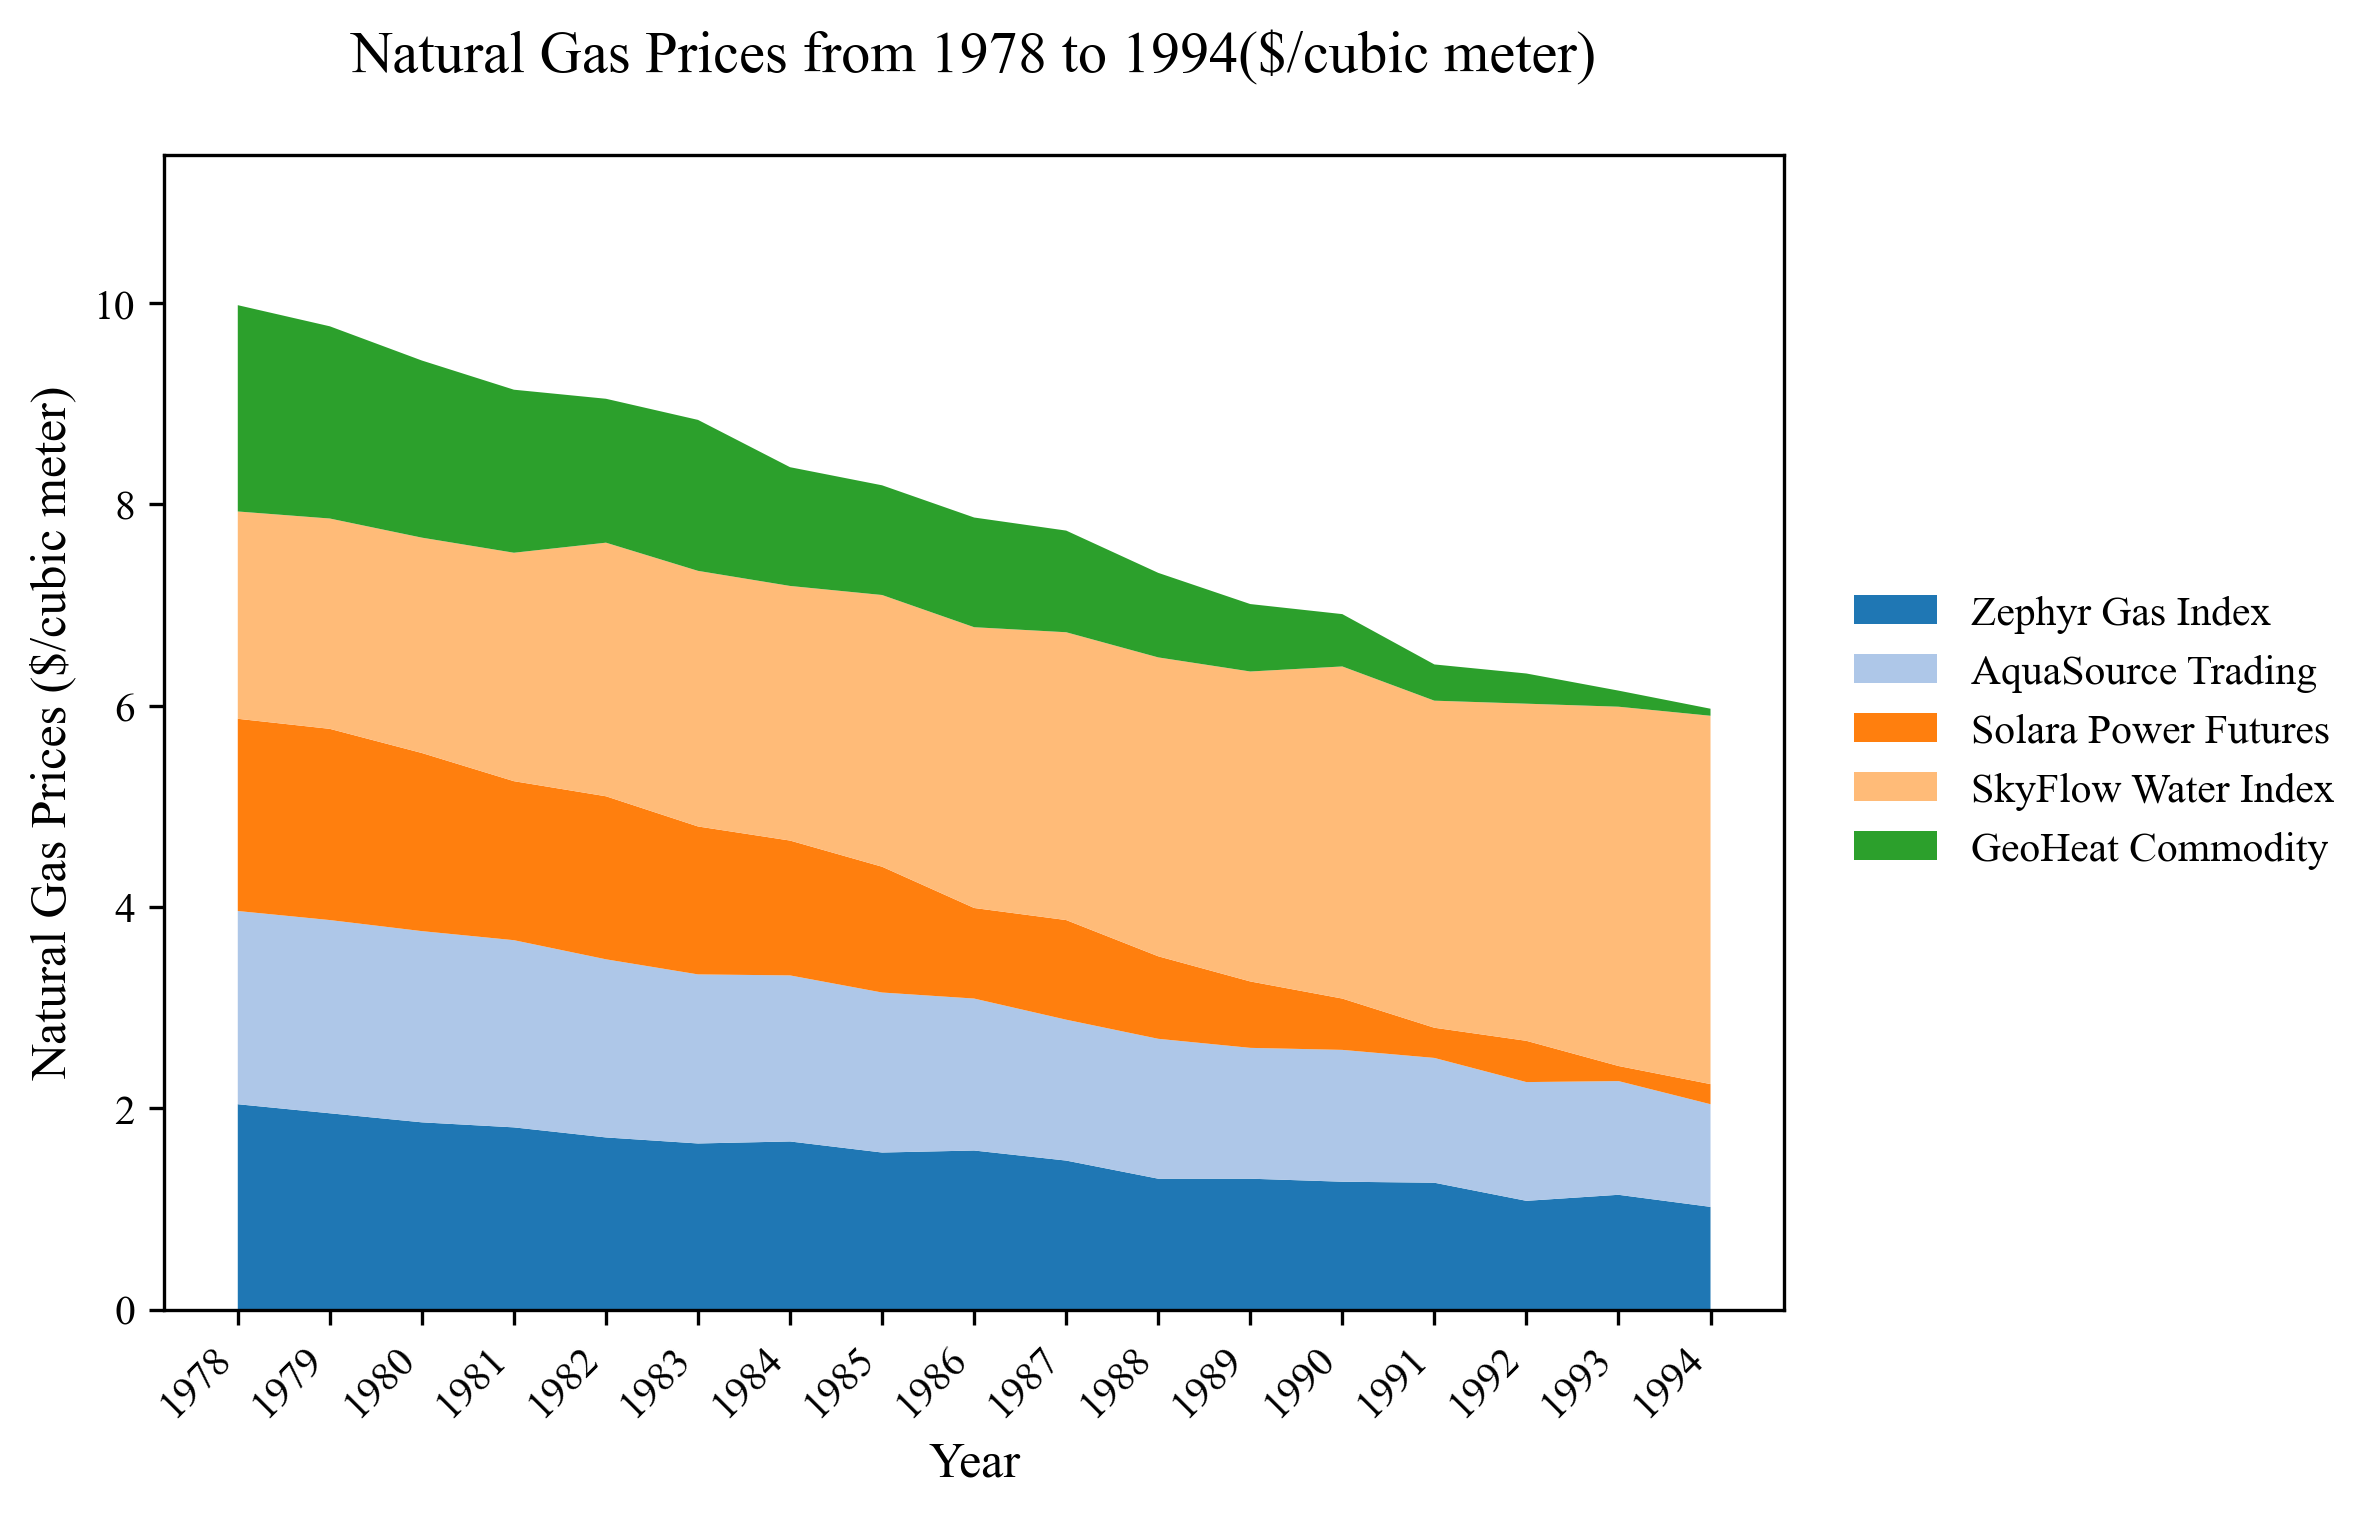 Natural Gas Prices from 1978 to 1994($/cubic meter)
Natural Gas Prices ($/cubic meter)
10
8
6
4
2
0
1978
1979
1980
1981
1982
1983
1984
1985
1986
1987
1988
1989
1990
1991
1992
1993
1994
Year
Zephyr Gas Index
AquaSource Trading
Solara Power Futures
SkyFlow Water Index
GeoHeat Commodity